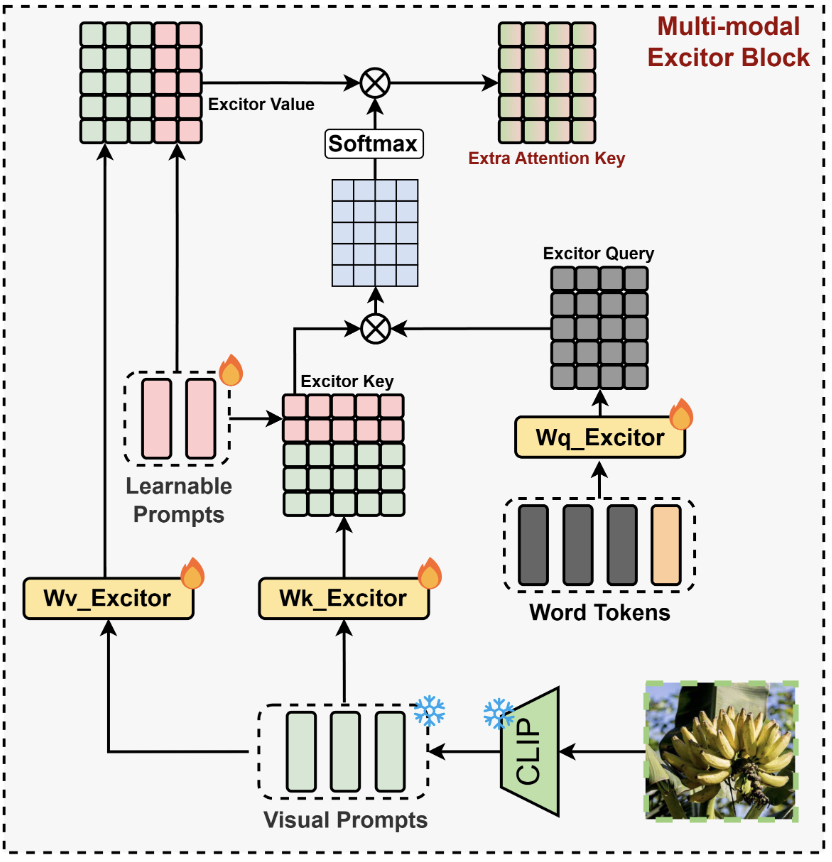 Multi-modal
Excitor Block
Excitor Value
Softmax
Extra Attention Key
Excitor Query
Excitor Key
Wq_Excitor
Learnable
Prompts
Wv_Excitor
Wk_Excitor
Word Tokens
CLIP
Visual Prompts